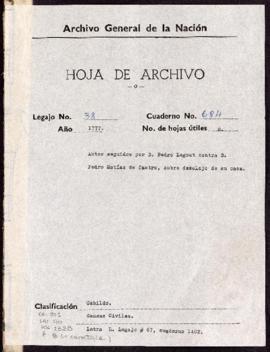 Archivo General de la Nación
HOJA DE ARCHIVO
Legajo No. 38 Cuaderno No. 684
Año 1777. No. de hojas útiles
Autos seguidos por D. Pedro contra D.
Pedro Matías de Castro, sobre desalojo de su casa.
Clasificación Cabildo.
Causas Civiles.
Letra L. Legajo # 67, cuaderno 1402.